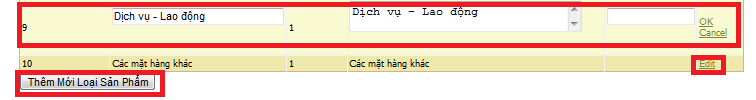 9 Dịch vụ - Lao động 1 Dịch vụ - Lao động OK
Cancel
10 Các mặt hàng khác 1 Các mặt hàng khác Edit
Thêm Mới Loại Sản Phẩm